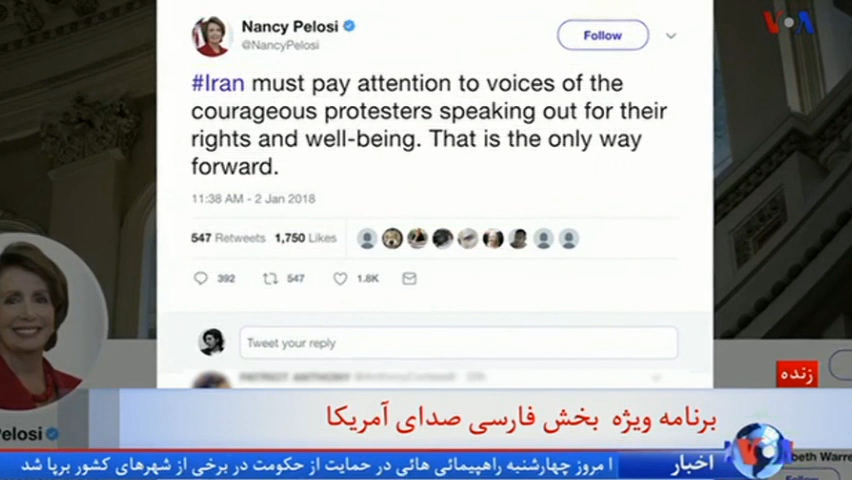 VOA
Nancy Pelosi
@NancyPelosi
Follow
#Iran must pay attention to voices of the
courageous protesters speaking out for their
rights and well-being. That is the only way
forward.
11:38 AM - 2 Jan 2018
547 Retweets 1,750 Likes
392 547 1.8K
Tweet your reply
زنده
برنامه ویژه بخش فارسی صدای آمریکا
elosi
beth Warre
اخبار
امروز چهارشنبه راهپیمائی هائی در حمایت از حکومت در برخی از شهرهای کشور برپا شد